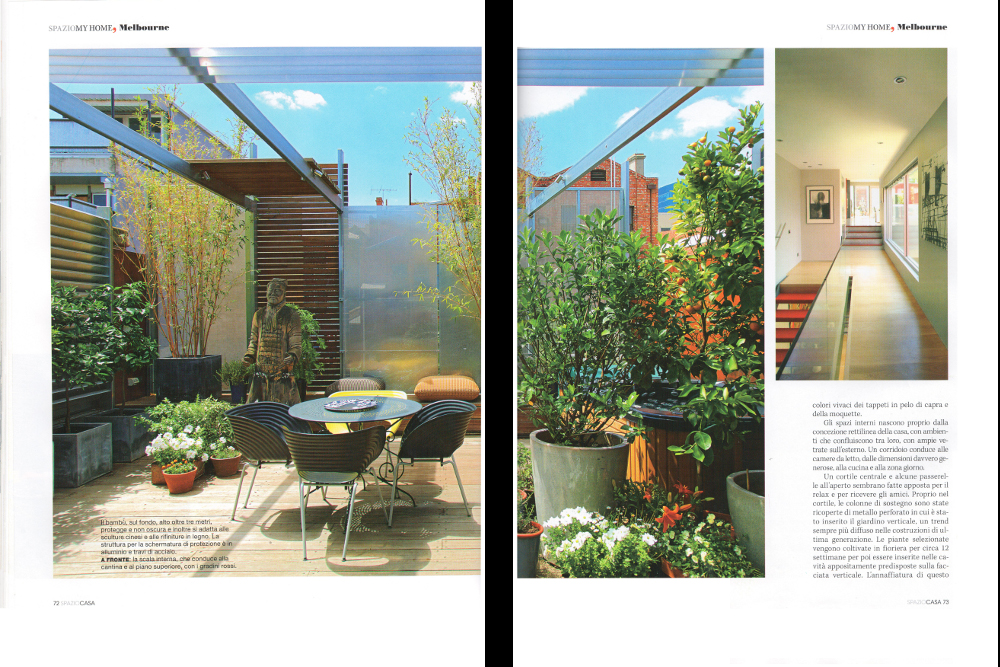 SPAZIOMY HOME, Melbourne
Il bambù, sul fondo, alto oltre tre metri,
protegge e non oscura e inoltre si adatta alle
sculture cinesi e alle rifiniture in legno. La
struttura per la schermatura di protezione è in
alluminio e travi di acciaio.
A FRONTE: la scala interna, che conduce alla
cantina e al piano superiore, con i gradini rossi.
72 SPAZIOCASA
SPAZIOMY HOME, Melbourne
colori vivaci dei tappeti in pelo di capra e
della moquette.
Gli spazi interni nascono proprio dalla
concezione rettilinea della casa, con ambien-
ti che confluiscono tra loro, con ampie ve-
trate sull'esterno. Un corridoio conduce alle
camere da letto, dalle dimensioni davvero ge-
nerose, alla cucina e alla zona giorno.
Un cortile centrale e alcune passerel-
le all'aperto sembrano fatte apposta per il
relax e per ricevere gli amici. Proprio nel
cortile, le colonne di sostegno sono state
ricoperte di metallo perforato in cui è sta-
to inserito il giardino verticale, un trend
sempre più diffuso nelle costruzioni di ul-
tima generazione. Le piante selezionate
vengono coltivate in fioriera per circa 12
settimane per poi essere inserite nelle ca-
vità appositamente predisposte sulla fac-
ciata verticale. L'annaffiatura di questo
SPAZIOCASA 73